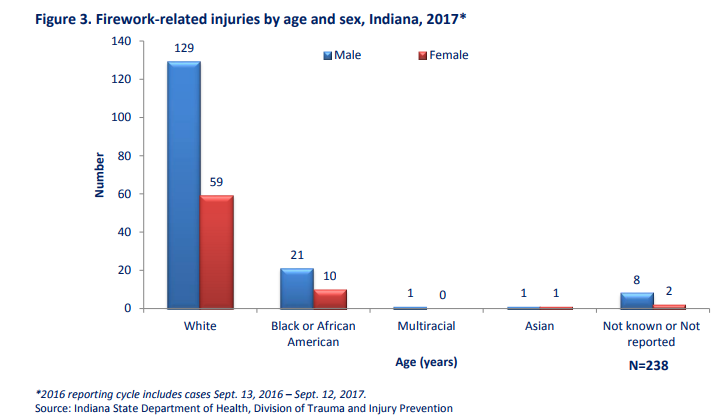 Figure 3. Firework-related injuries by age and sex, Indiana, 2017*
140
120
100
80
60
40
20
0
Number
Male
Female
129
59
21
10
1
0
1
1
8
2
White
Black or African
American
Multiracial
Asian
Not known or Not
reported
Age (years)
N=238
*2016 reporting cycle includes cases Sept. 13, 2016 – Sept. 12, 2017.
Source: Indiana State Department of Health, Division of Trauma and Injury Prevention